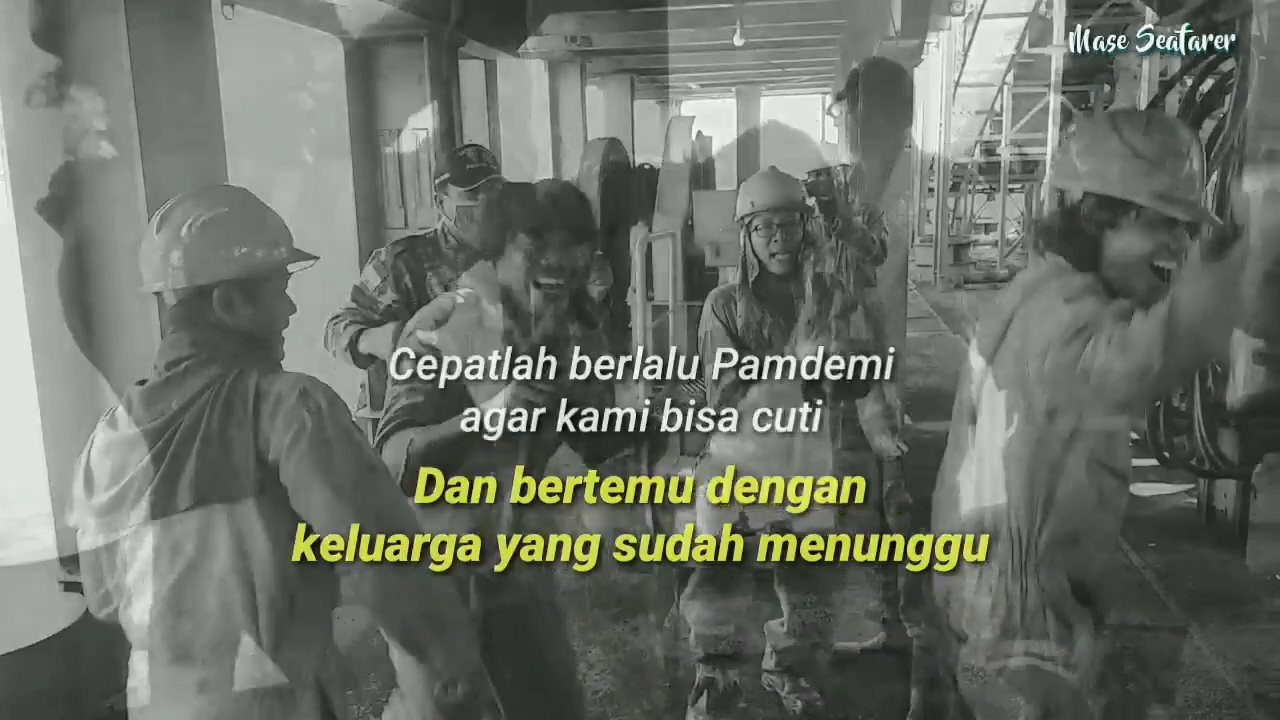 Mase Seafarer
Cepatlah berlalu Pamdemi
agar kami bisa cuti
Dan bertemu dengan
keluarga yang sudah menunggu